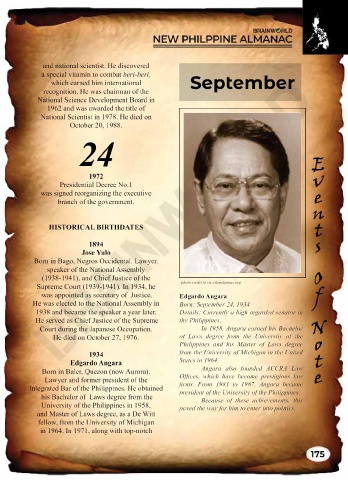 BRAINWORLD
NEW PHILPPINE ALMANAC
and national scientist. He discovered
a special vitamin to combat beri-beri,
which earned him international
recognition. He was chairman of the
National Science Development Board in
1962 and was awarded the title of
National Scientist in 1978. He died on
October 20, 1988.
24
1972
Presidential Decree No.1
was signed reorganizing the executive
branch of the government.
HISTORICAL BIRTHDATES
1894
Jose Yulo
Born in Bago, Negros Occidental. Lawyer,
speaker of the National Assembly
(1938-1941), and Chief Justice of the
Supreme Court (1939-1941). In 1934, he
was appointed as secretary of Justice.
He was elected to the National Assembly in
1938 and became the speaker a year later.
He served as Chief Justice of the Supreme
Court during the Japanese Occupation.
He died on October 27, 1976.
1934
Edgardo Angara
Born in Baler, Quezon (now Aurora).
Lawyer and former president of the
Integrated Bar of the Philippines. He obtained
his Bachelor of Laws degree from the
University of the Philippines in 1958,
and Master of Laws degree, as a De Witt
fellow, from the University of Michigan
in 1964. In 1971, along with top-notch
September
Edgardo Angara
Born: September 24, 1934
Details: Currently a high regarded senator in
the Philippines.
In 1958, Angara earned his Bachelor
of Laws degree from the University of the
Philippines and his Master of Laws degree
from the University of Michigan in the United
States in 1964.
Angara also founded ACCRA Law
Offices, which have become prestigious law
firms. From 1981 to 1987, Angara became
president of the University of the Philippines.
Because of these achievements, this
paved the way for him to enter into politics.
Events Of Note
175